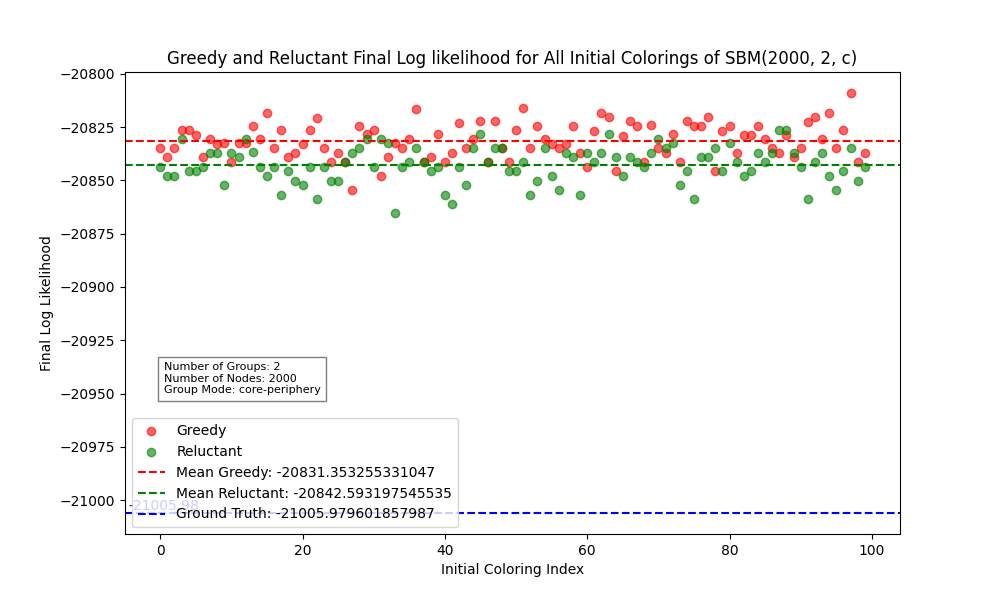 Greedy and Reluctant Final Log likelihood for All Initial Colorings of SBM(2000, 2, c)
Final Log Likelihood
−20800
−20825
−20850
−20875
−20900
−20925
−20950
−20975
−21000
Number of Groups: 2
Number of Nodes: 2000
Group Mode: core-periphery
Greedy
Reluctant
Mean Greedy: -20831.353255331047
Mean Reluctant: -20842.593197545535
-21005.98
Ground Truth: -21005.979601857987
0 20 40 60 80 100
Initial Coloring Index